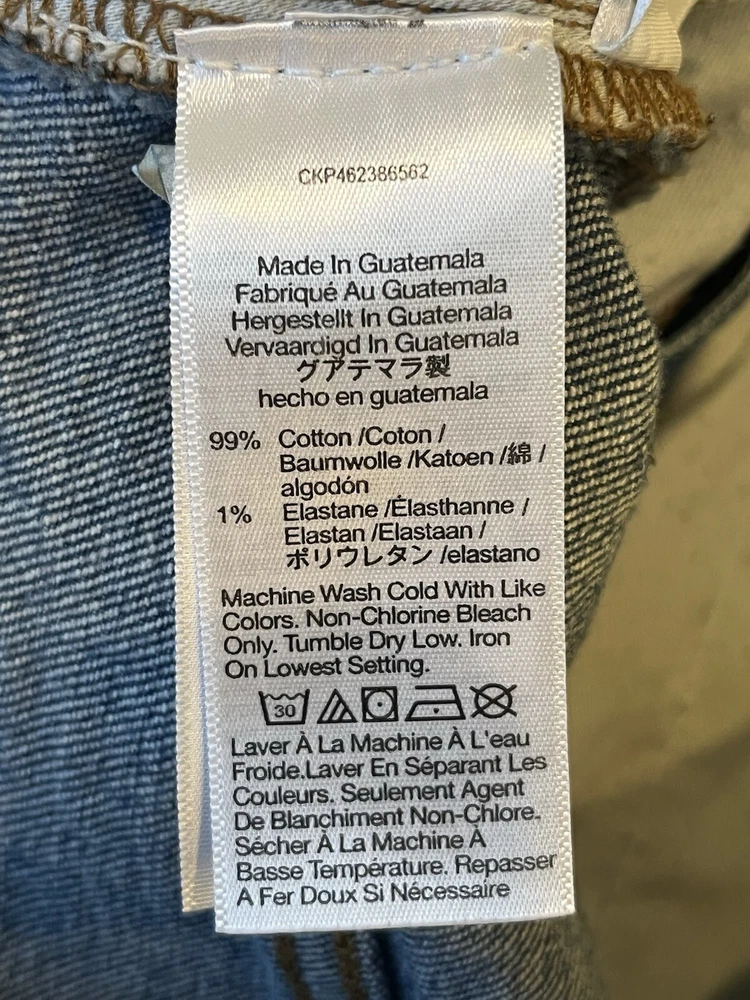 CKP462386562
Made In Guatemala
Fabriqué Au Guatemala
Hergestellt In Guatemala
Vervaardigd In Guatemala
グアテマラ製
hecho en guatemala
99% Cotton /Coton /
Baumwolle /Katoen /綿 /
algodón
1% Elastane /Élasthanne /
Elastan /Elastaan /
ポリウレタン /elastano
Machine Wash Cold With Like
Colors. Non-Chlorine Bleach
Only. Tumble Dry Low. Iron
On Lowest Setting.
30
Laver À La Machine À L'eau
Froide.Laver En Séparant Les
Couleurs. Seulement Agent
De Blanchiment Non-Chlore.
Sécher À La Machine À
Basse Température. Repasser
A Fer Doux Si Nécessaire